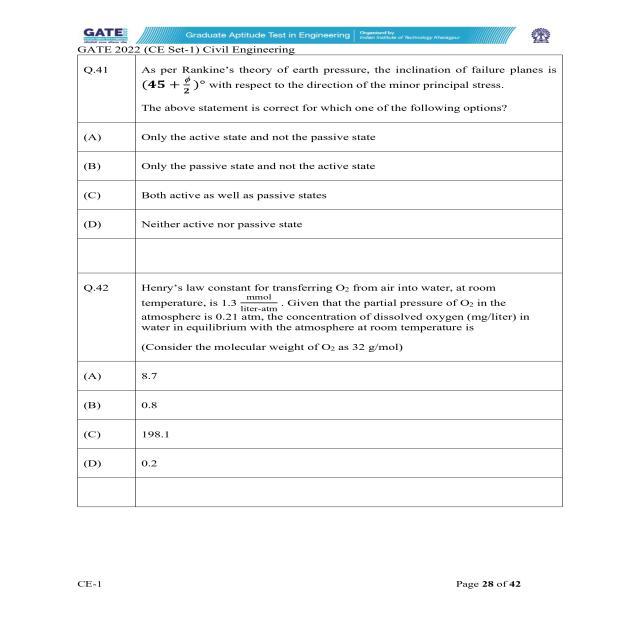 GATE
Graduate Aptitude Test in Engineering
Organised by
Indian Institute of Technology Kharagpur
GATE 2022 (CE Set-1) Civil Engineering
Q.41 As per Rankine's theory of earth pressure, the inclination of failure planes is
(45 + ϕ/2)° with respect to the direction of the minor principal stress.
The above statement is correct for which one of the following options?
(A) Only the active state and not the passive state
(B) Only the passive state and not the active state
(C) Both active as well as passive states
(D) Neither active nor passive state
Q.42 Henry's law constant for transferring O₂ from air into water, at room
temperature, is 1.3 mmol/liter-atm . Given that the partial pressure of O₂ in the
atmosphere is 0.21 atm, the concentration of dissolved oxygen (mg/liter) in
water in equilibrium with the atmosphere at room temperature is
(Consider the molecular weight of O₂ as 32 g/mol)
(A) 8.7
(B) 0.8
(C) 198.1
(D) 0.2
CE-1 Page 28 of 42